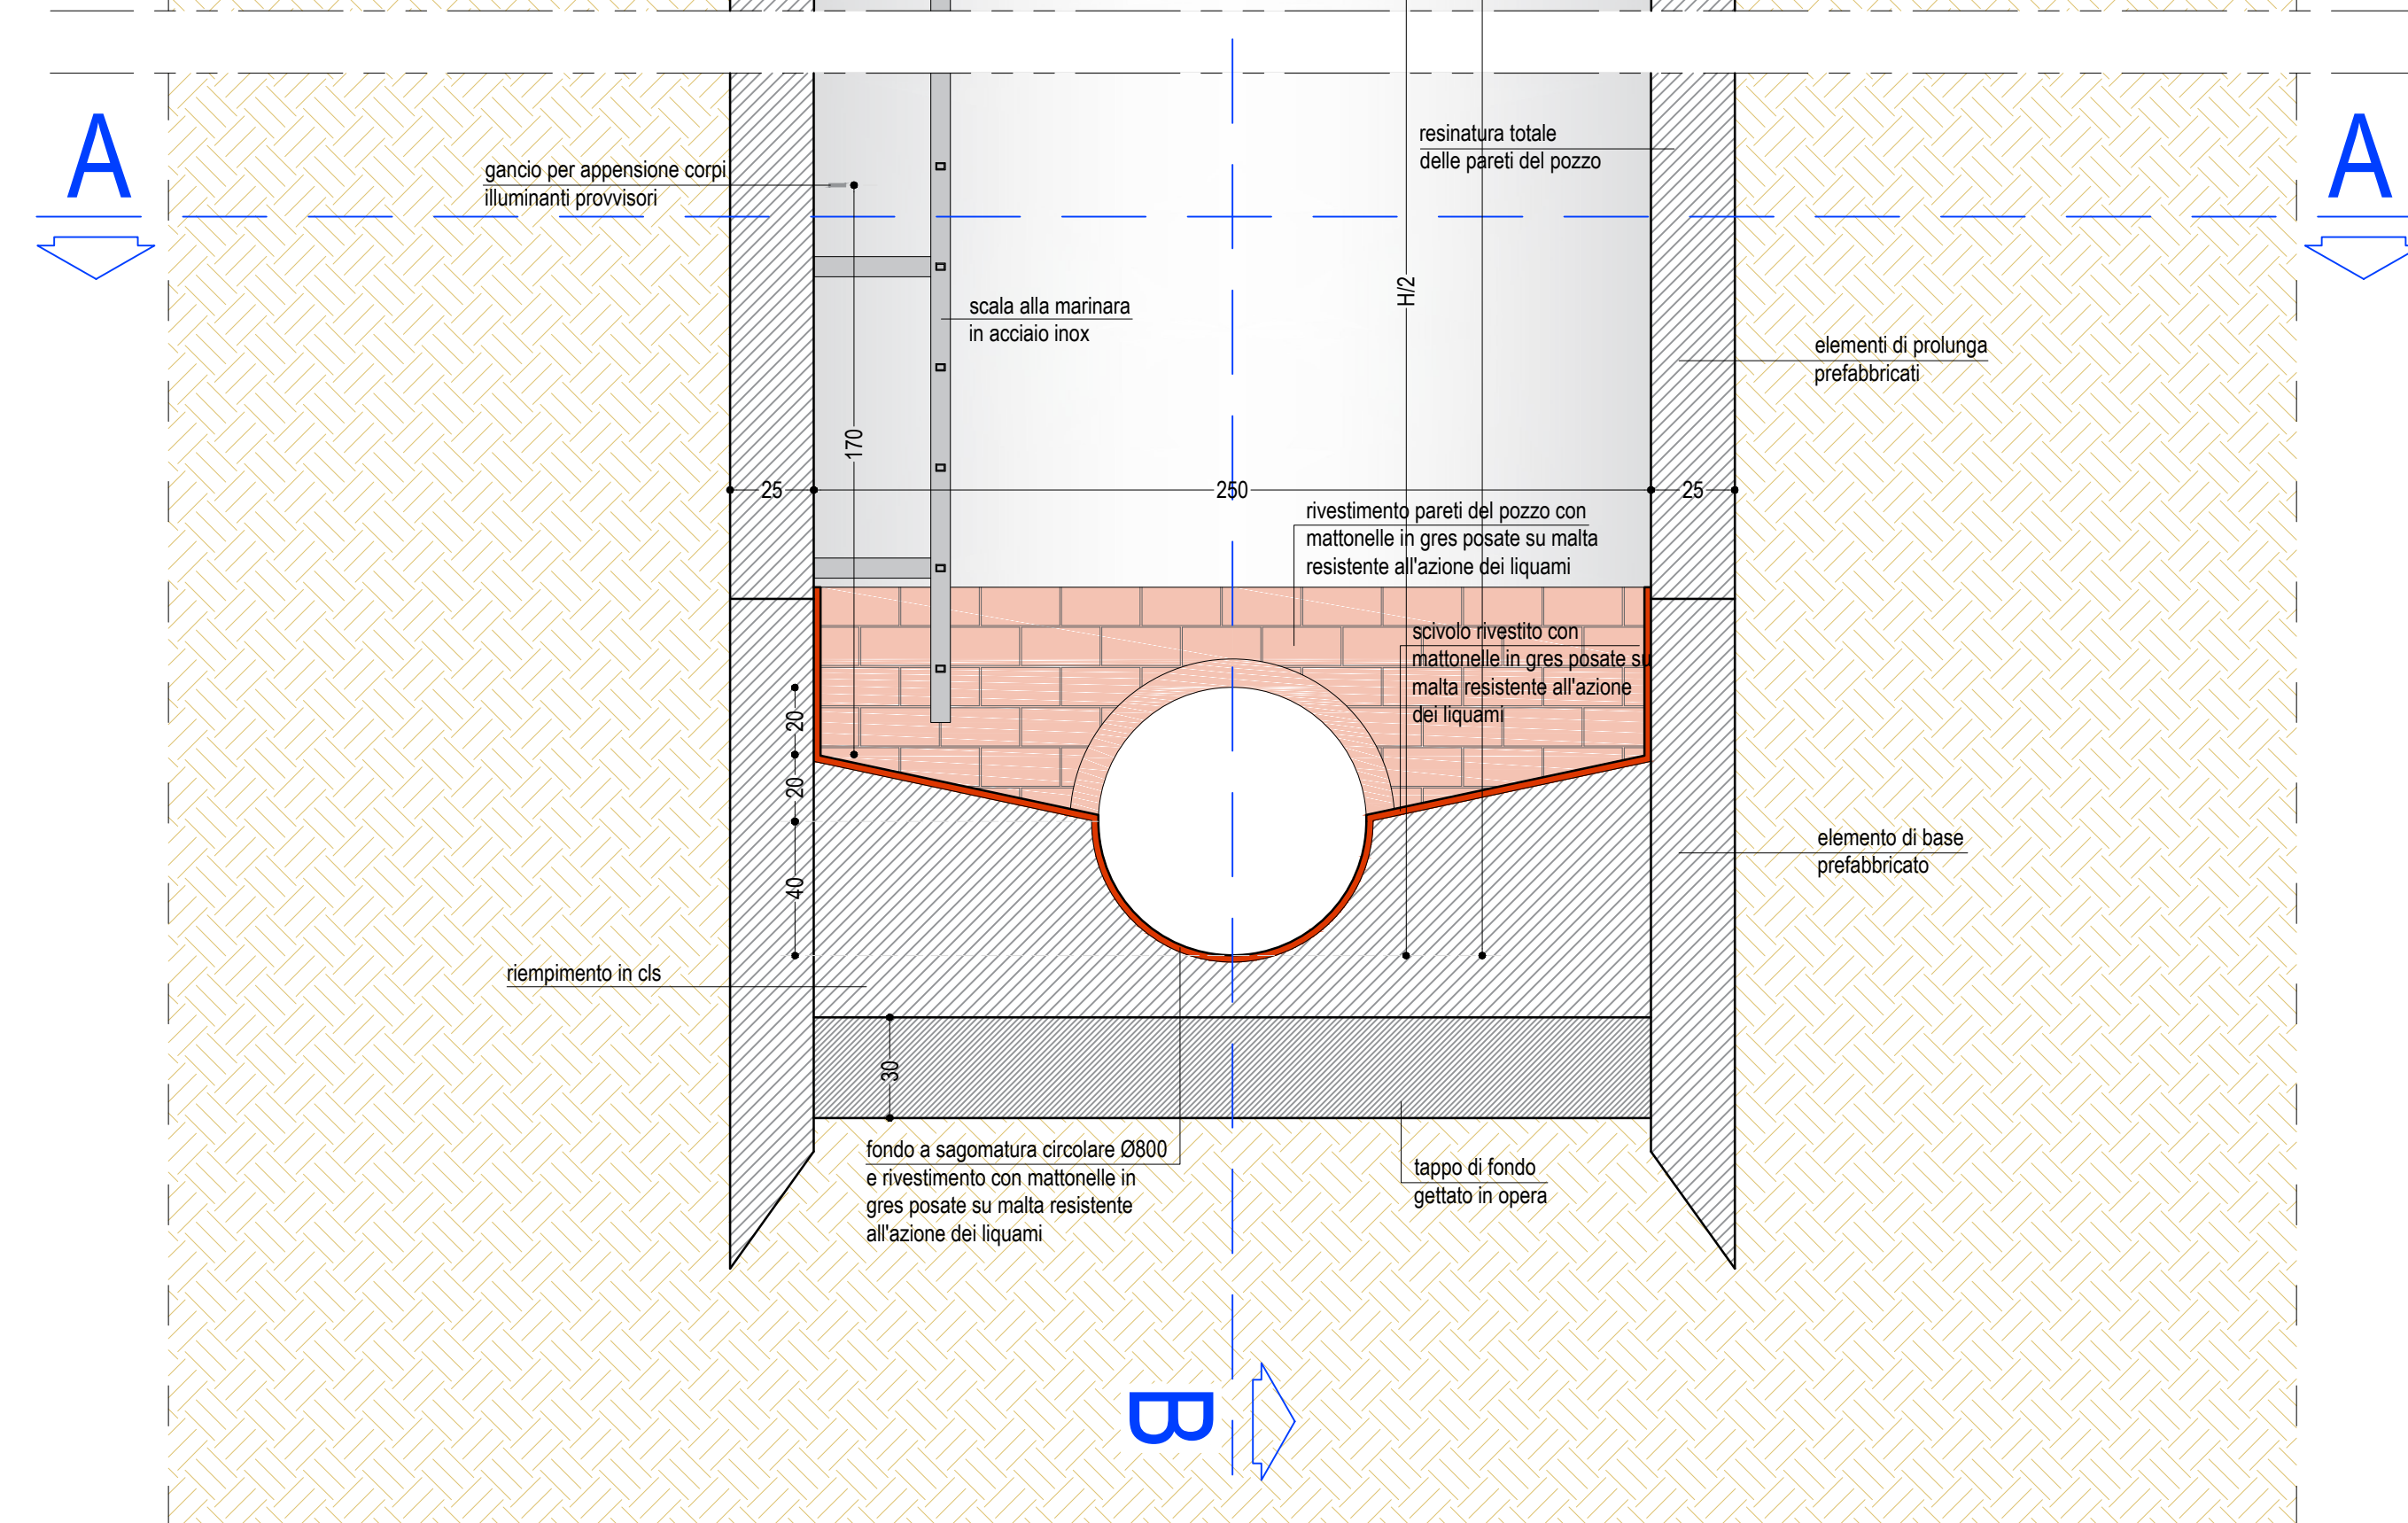 A
A
resinatura totale
delle pareti del pozzo
gancio per appensione corpi
illuminanti provvisori
H/2
scala alla marinara
in acciaio inox
elementi di prolunga
prefabbricati
170
25
250
25
rivestimento pareti del pozzo con
mattonelle in gres posate su malta
resistente all'azione dei liquami
scivolo rivestito con
mattonelle in gres posate su
malta resistente all'azione
dei liquami
20
20
40
elemento di base
prefabbricato
riempimento in cls
30
fondo a sagomatura circolare Ø800
e rivestimento con mattonelle in
gres posate su malta resistente
all'azione dei liquami
tappo di fondo
gettato in opera
B